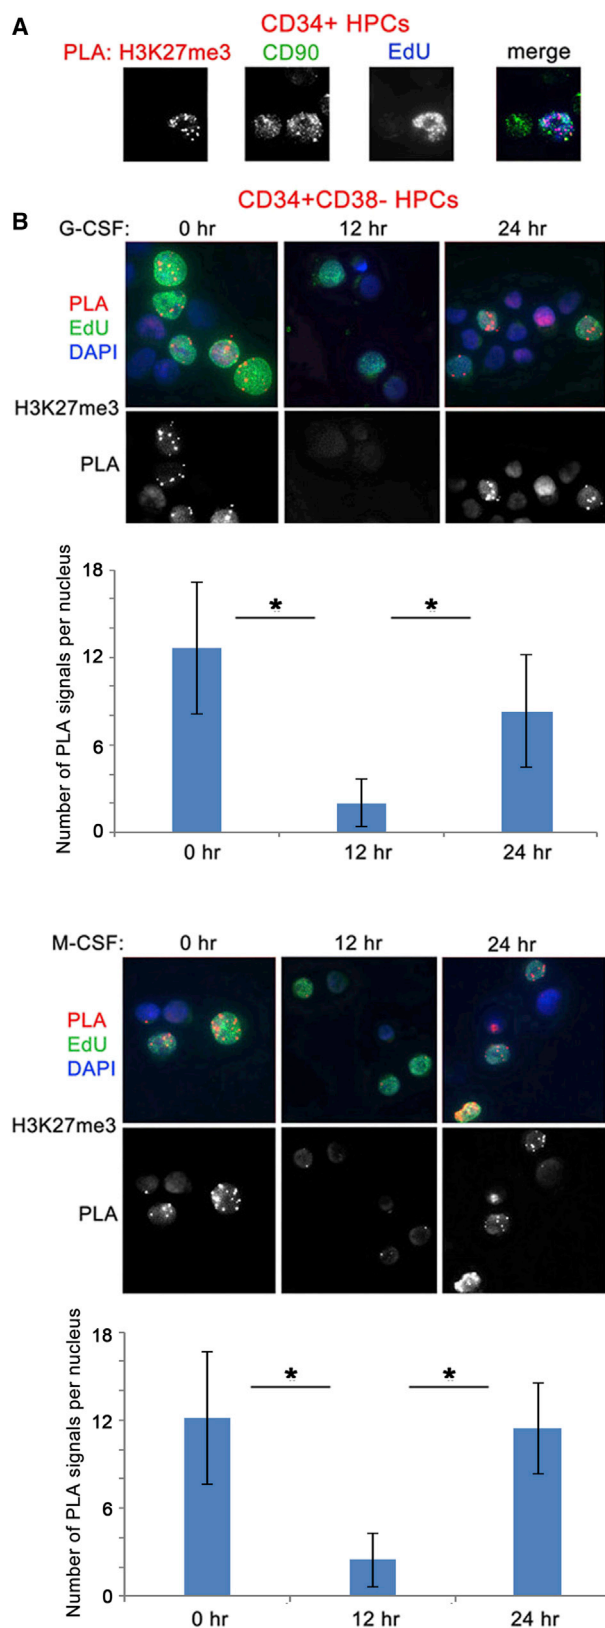 A
CD34+ HPCs
PLA: H3K27me3 CD90 EdU merge
CD34+CD38- HPCs
B
G-CSF: 0 hr 12 hr 24 hr
PLA
EdU
DAPI
H3K27me3
PLA
Number of PLA signals per nucleus
18
12
6
0
* *
0 hr 12 hr 24 hr
M-CSF: 0 hr 12 hr 24 hr
PLA
EdU
DAPI
H3K27me3
PLA
Number of PLA signals per nucleus
18
12
6
0
* *
0 hr 12 hr 24 hr